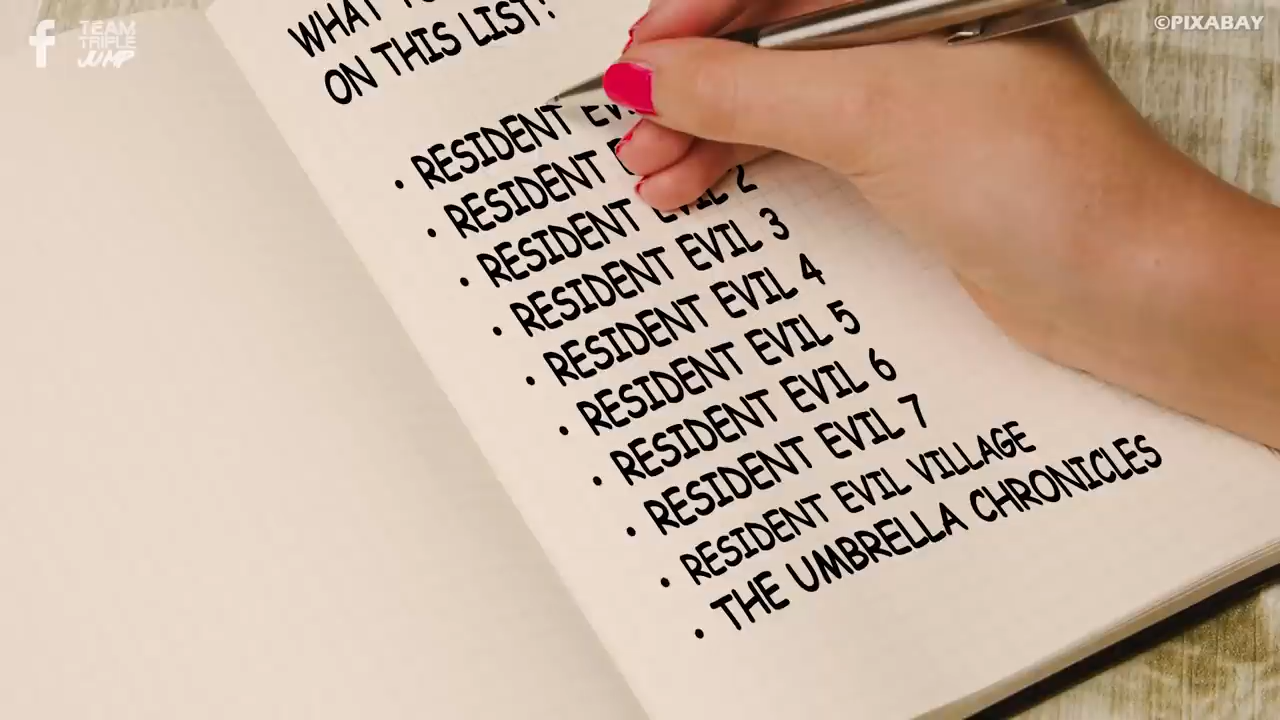 f TEAM TRIPLE JUMP
©PIXABAY
WHAT
ON THIS LIST?
• RESIDENT
• RESIDENT
• RESIDENT EVIL 2
• RESIDENT EVIL 3
• RESIDENT EVIL 4
• RESIDENT EVIL 5
• RESIDENT EVIL 6
• RESIDENT EVIL 7
• RESIDENT EVIL VILLAGE
• THE UMBRELLA CHRONICLES